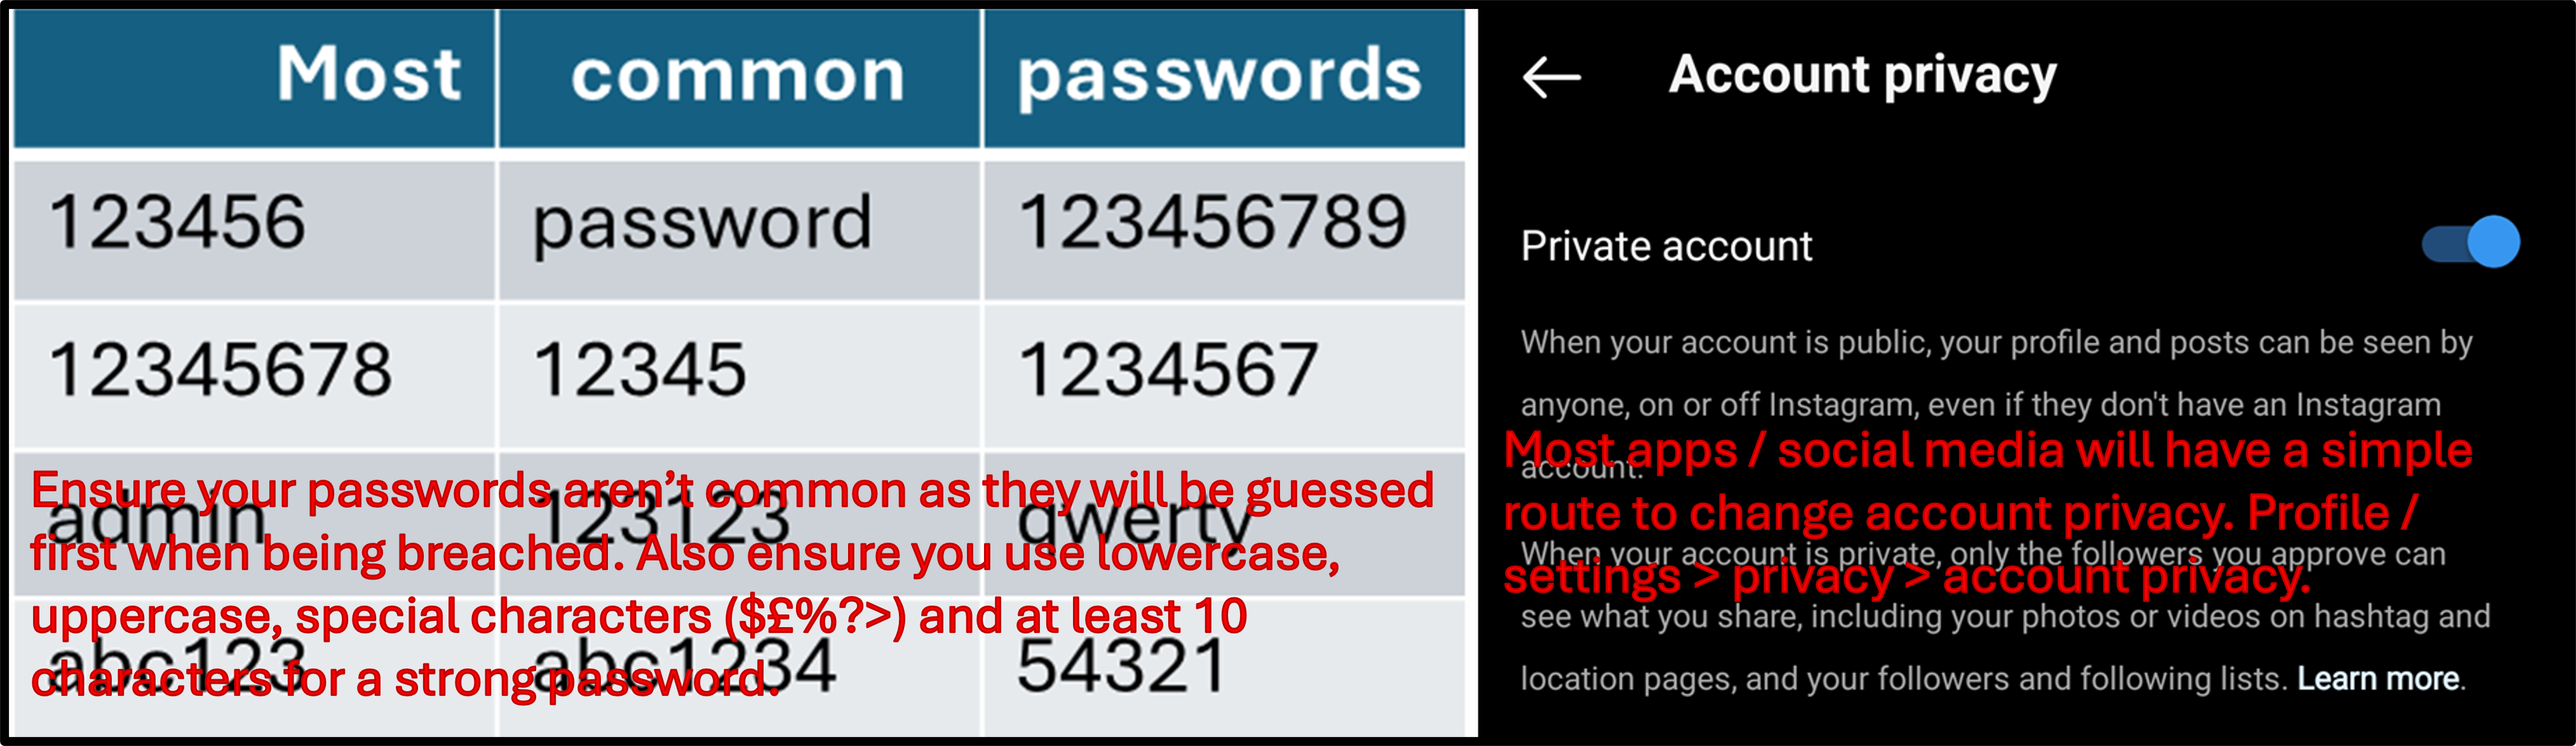 Most common passwords
123456 password 123456789
12345678 12345 1234567
admin 123123 qwerty
abc123 abc1234 54321
Ensure your passwords aren’t common as they will be guessed
first when being breached. Also ensure you use lowercase,
uppercase, special characters ($£%?>) and at least 10
characters for a strong password.
Account privacy
Private account
When your account is public, your profile and posts can be seen by
anyone, on or off Instagram, even if they don't have an Instagram
account.
When your account is private, only the followers you approve can
see what you share, including your photos or videos on hashtag and
location pages, and your followers and following lists. Learn more.
Most apps / social media will have a simple
route to change account privacy. Profile /
settings > privacy > account privacy.